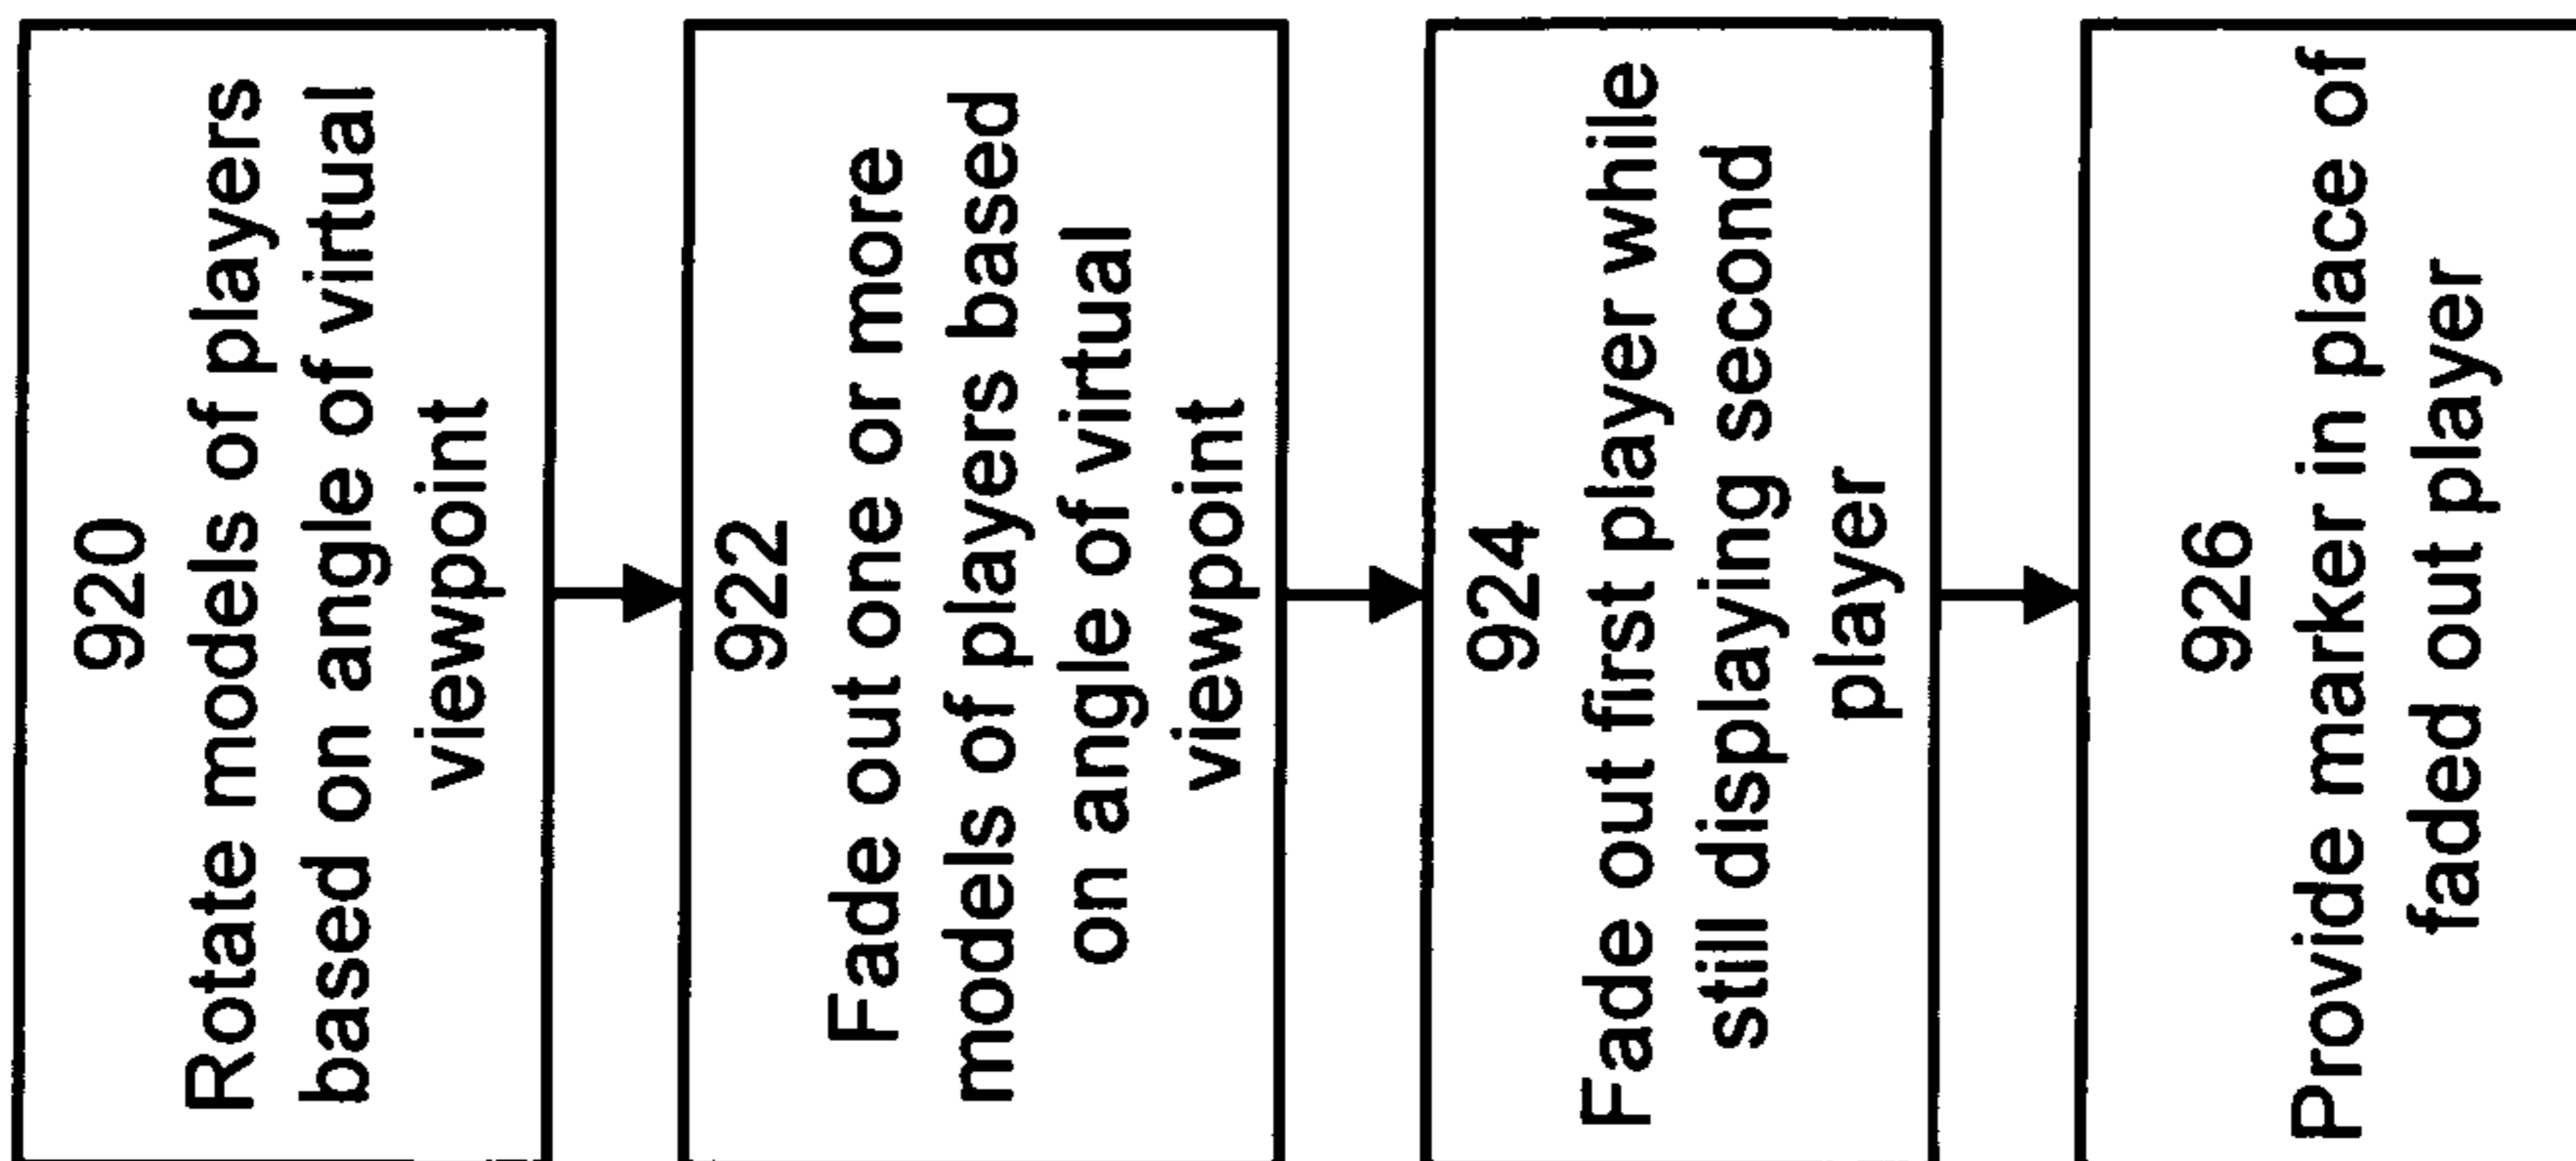 920
Rotate models of players
based on angle of virtual
viewpoint
922
Fade out one or more
models of players based
on angle of virtual
viewpoint
924
Fade out first player while
still displaying second
player
926
Provide marker in place of
faded out player